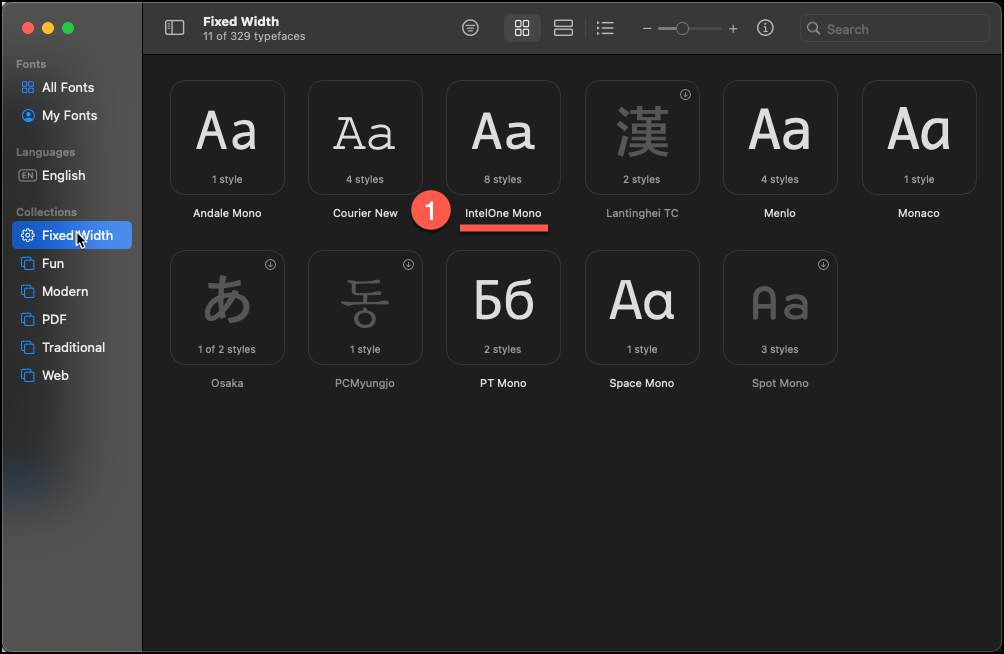 Fixed Width
11 of 329 typefaces
Search
Fonts
All Fonts
My Fonts
Languages
EN English
Collections
Fixed Width
Fun
Modern
PDF
Traditional
Web
Aa
1 style
Andale Mono
Aa
4 styles
Courier New
1
Aa
8 styles
IntelOne Mono
漢
2 styles
Lantinghei TC
Aa
4 styles
Menlo
Aa
1 style
Monaco
あ
1 of 2 styles
Osaka
동
1 style
PCMyungjo
Бб
2 styles
PT Mono
Aa
1 style
Space Mono
Aa
3 styles
Spot Mono